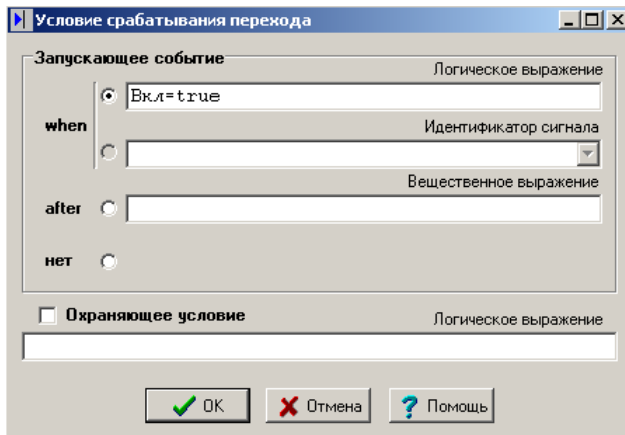 Условие срабатывания перехода
Запускающее событие
Логическое выражение
Вкл=true
when
Идентификатор сигнала
Вещественное выражение
after
нет
Охраняющее условие
Логическое выражение
OK
Отмена
? Помощь